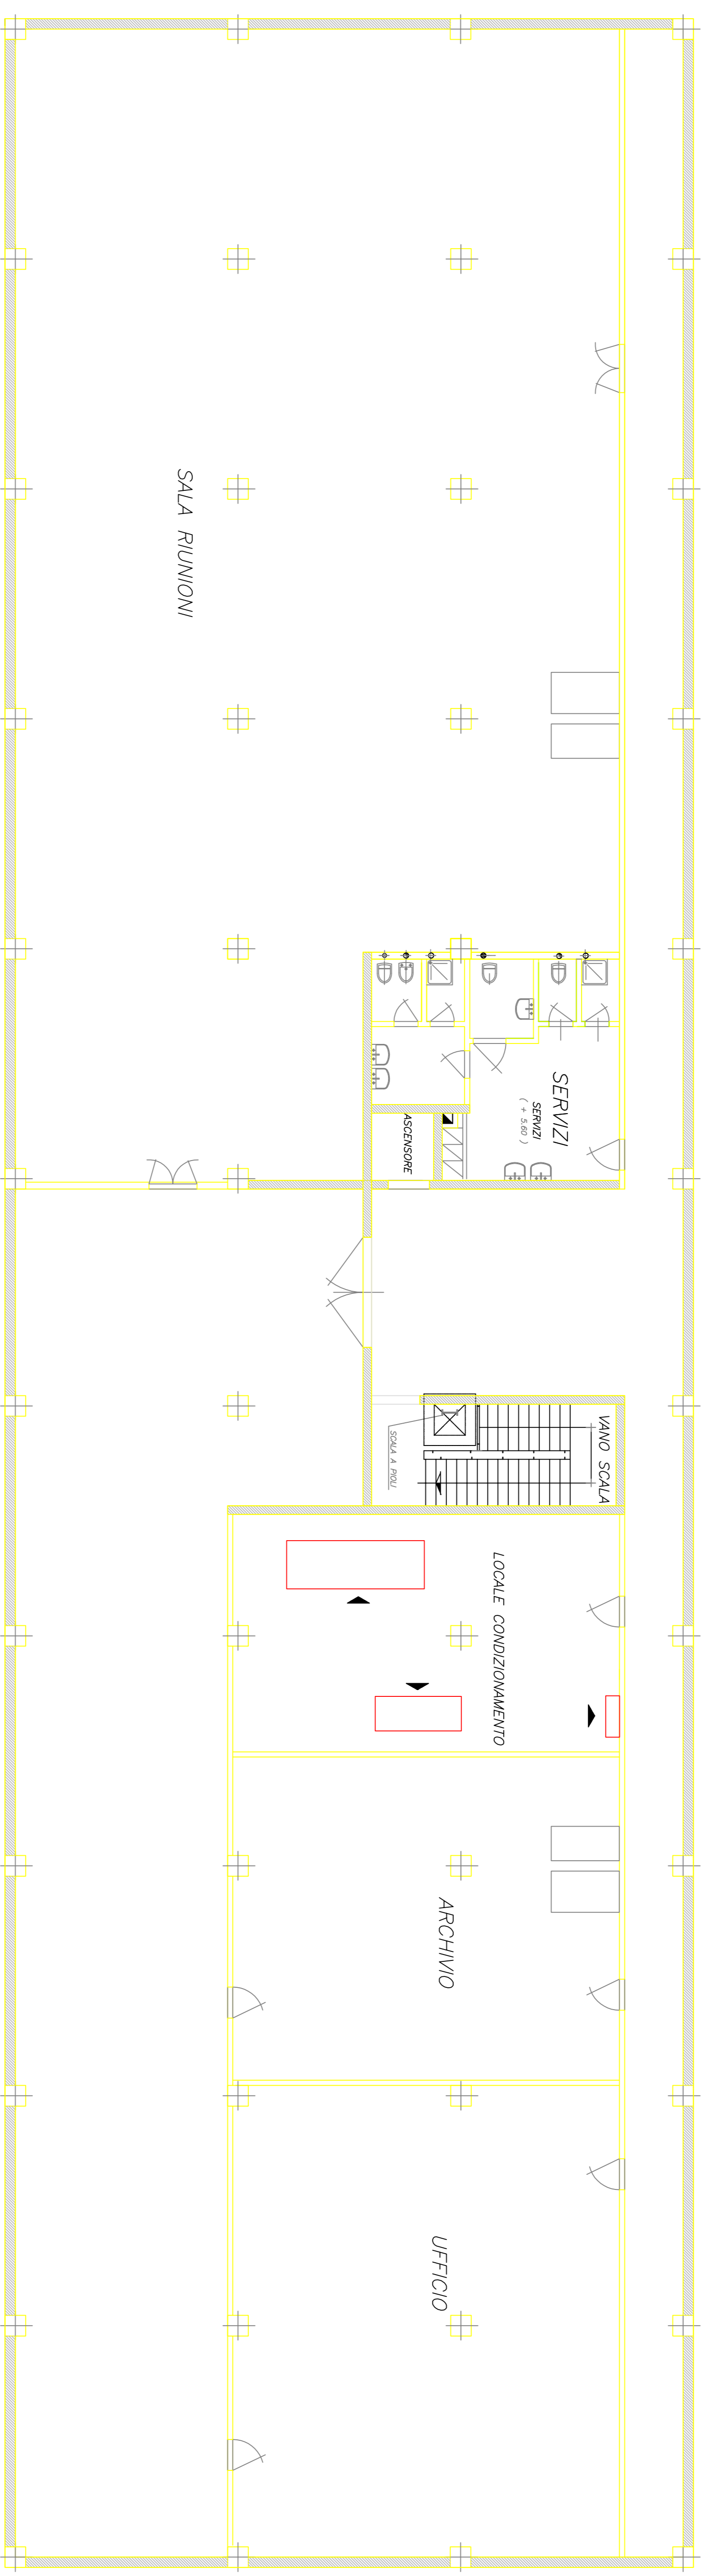 SALA RIUNIONI
SERVIZI
SERVIZI
( + 5.60 )
ASCENSORE
VANO SCALA
SCALA A PIOLI
LOCALE CONDIZIONAMENTO
ARCHIVIO
UFFICIO